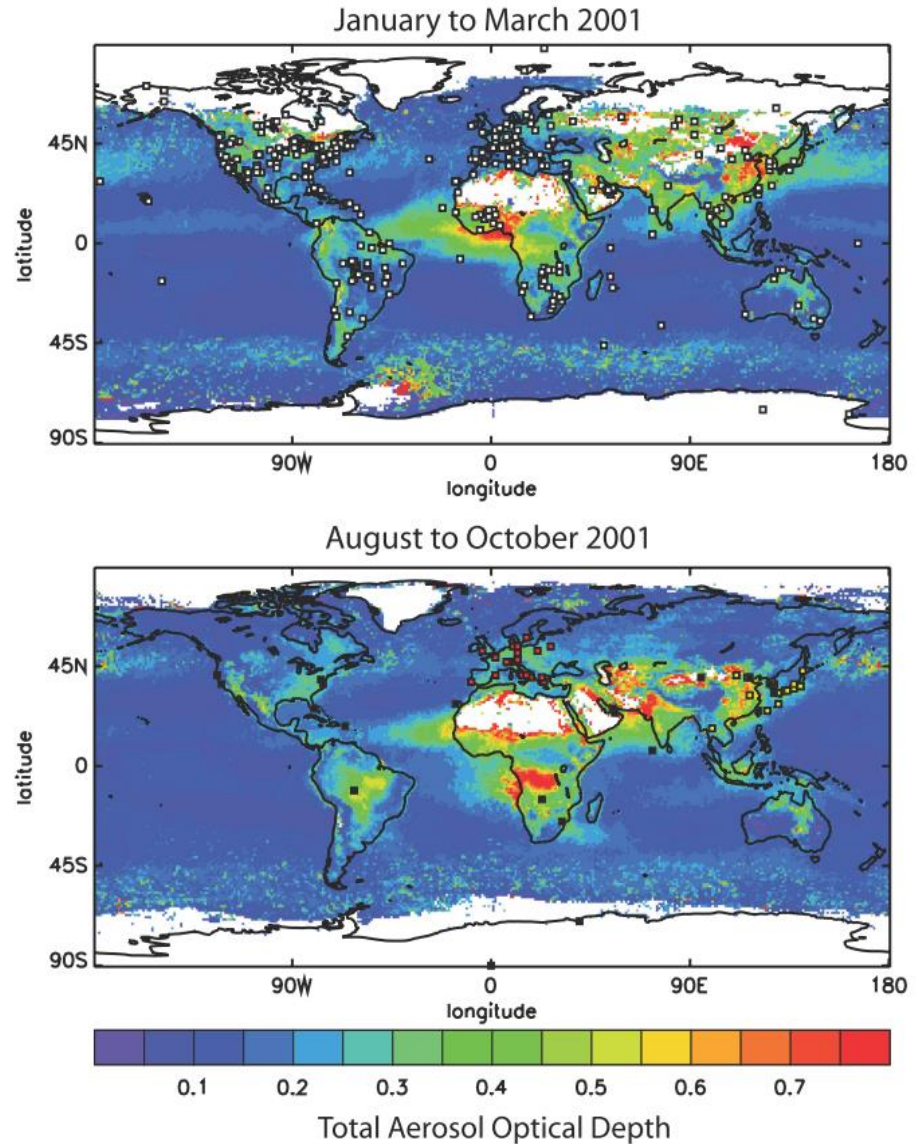 January to March 2001
45N
0
45S
90S
latitude
90W 0 90E 180
longitude
August to October 2001
45N
0
45S
90S
latitude
90W 0 90E 180
longitude
0.1 0.2 0.3 0.4 0.5 0.6 0.7
Total Aerosol Optical Depth